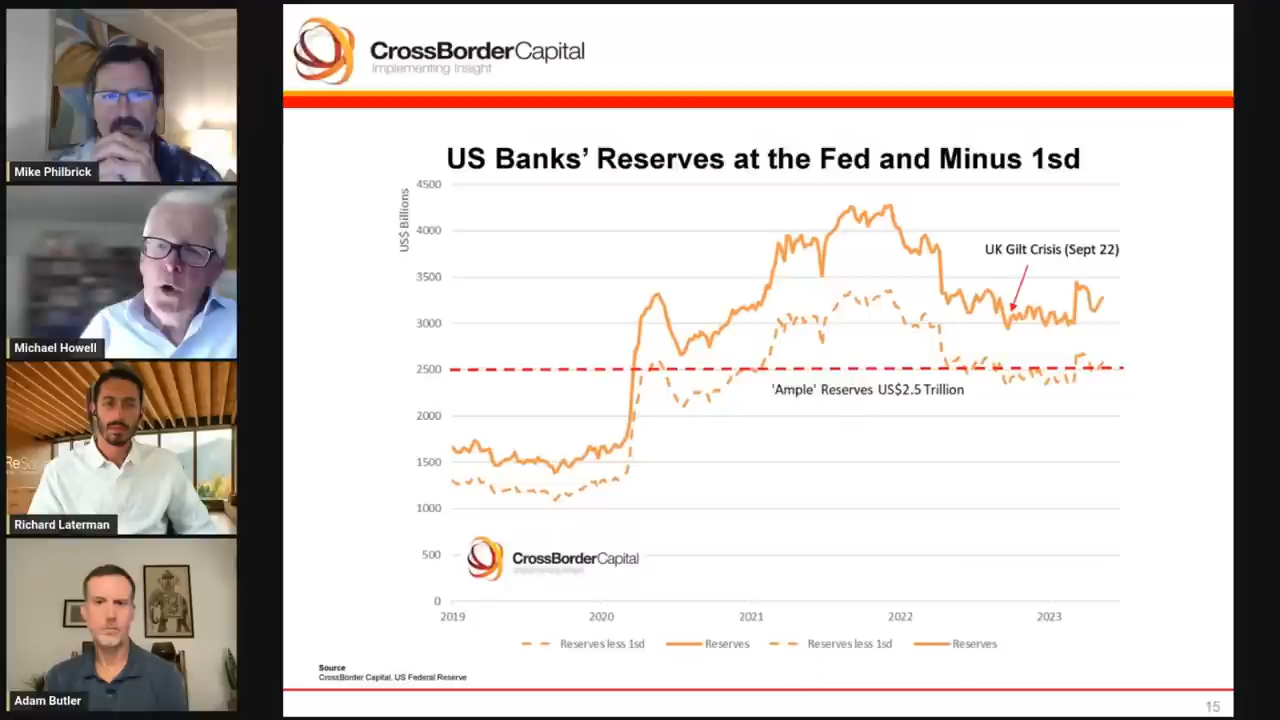 Mike Philbrick
Michael Howell
ReSo
Richard Laterman
Adam Butler
CrossBorderCapital
Implementing Insight
US Banks’ Reserves at the Fed and Minus 1sd
US$ Billions
4500
4000
3500
3000
2500
2000
1500
1000
500
0
UK Gilt Crisis (Sept 22)
'Ample' Reserves US$2.5 Trillion
CrossBorderCapital
Implementing Insight
2019 2020 2021 2022 2023
Reserves less 1sd Reserves Reserves less 1sd Reserves
Source
CrossBorder Capital, US Federal Reserve
15